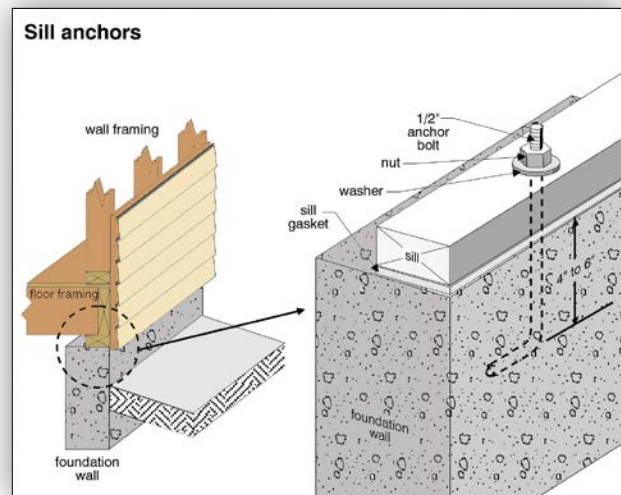 Sill anchors
wall framing
floor framing
foundation
wall
1/2"
anchor
bolt
nut
washer
sill
gasket
sill
4" to 6"
foundation
wall